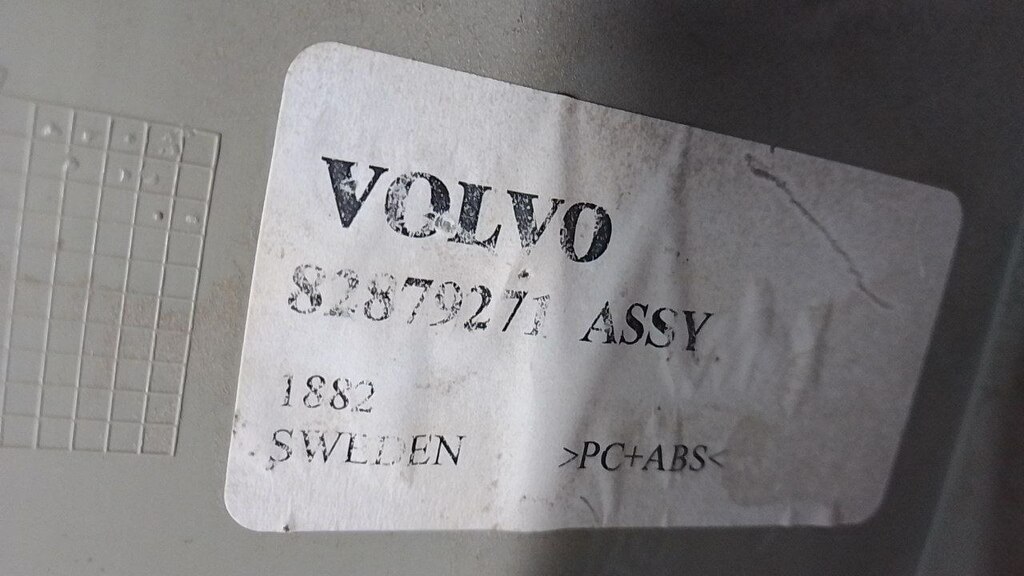 VOLVO
82879271 ASSY
1882
SWEDEN >PC+ABS<